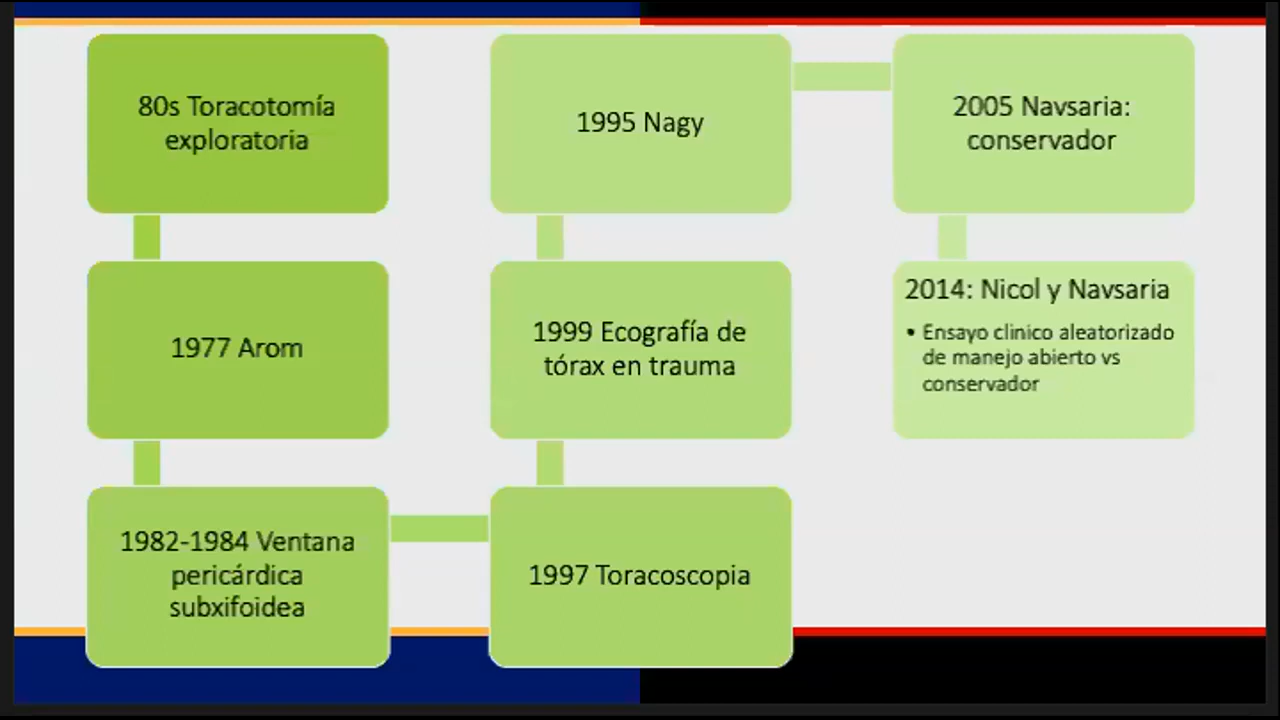 80s Toracotomía
exploratoria
1977 Arom
1982-1984 Ventana
pericárdica
subxifoidea
1997 Toracoscopia
1999 Ecografía de
tórax en trauma
1995 Nagy
2005 Navsaria:
conservador
2014: Nicol y Navsaria
• Ensayo clinico aleatorizado
de manejo abierto vs
conservador